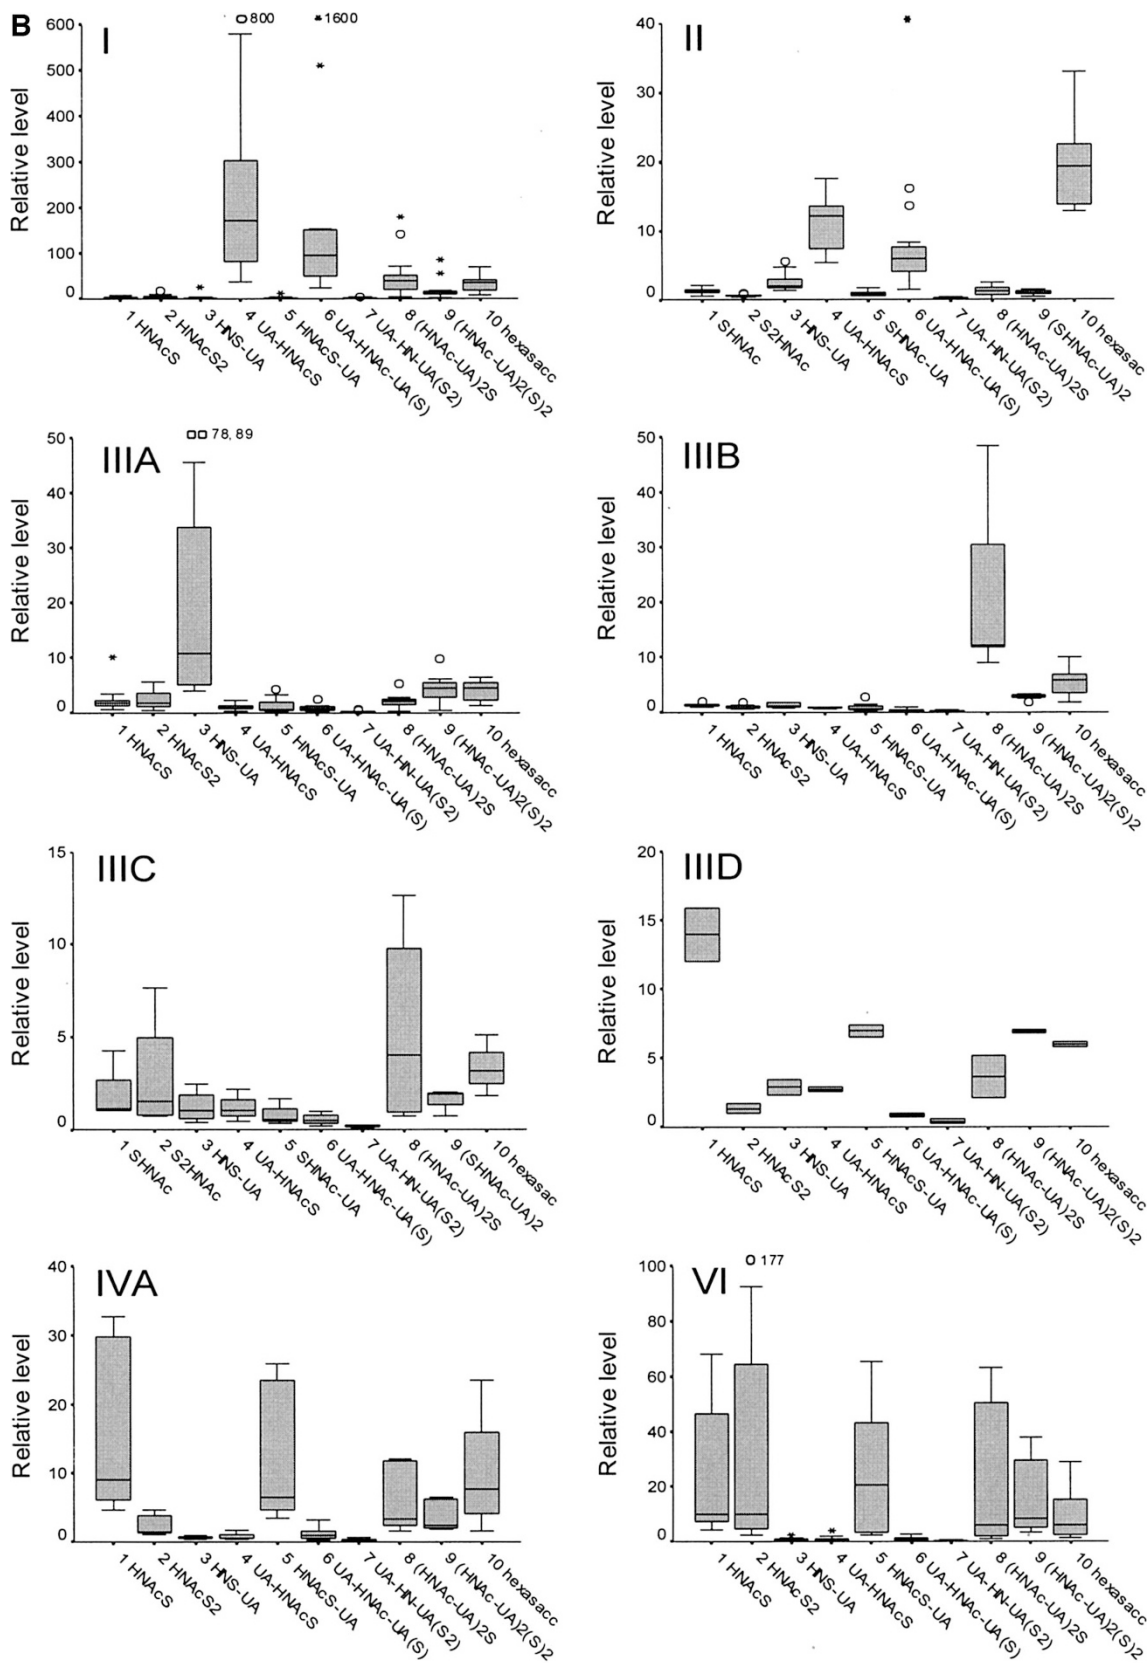 B
I
○ 800
* 1600
Relative level
600
500
400
300
200
100
0
1 HNAcS
2 HNAcS2
3 HNS-UA
4 UA-HNAcS
5 HNAcS-UA
6 UA-HNAc-UA(S)
7 UA-HN-UA(S2)
8 (HNAc-UA)2S
9 (HNAc-UA)2(S)2
10 hexasacc
II
Relative level
40
30
20
10
0
1 SHNAc
2 S2HNAc
3 HNS-UA
4 UA-HNAcS
5 SHNAc-UA
6 UA-HNAc-UA(S)
7 UA-HN-UA(S2)
8 (HNAc-UA)2S
9 (SHNAc-UA)2
10 hexasac
IIIA
78, 89
Relative level
50
40
30
20
10
0
1 HNAcS
2 HNAcS2
3 HNS-UA
4 UA-HNAcS
5 HNAcS-UA
6 UA-HNAc-UA(S)
7 UA-HN-UA(S2)
8 (HNAc-UA)2S
9 (HNAc-UA)2(S)2
10 hexasacc
IIIB
Relative level
50
40
30
20
10
0
1 HNAcS
2 HNAcS2
3 HNS-UA
4 UA-HNAcS
5 HNAcS-UA
6 UA-HNAc-UA(S)
7 UA-HN-UA(S2)
8 (HNAc-UA)2S
9 (HNAc-UA)2(S)2
10 hexasacc
IIIC
Relative level
15
10
5
0
1 SHNAc
2 S2HNAc
3 HNS-UA
4 UA-HNAcS
5 SHNAc-UA
6 UA-HNAc-UA(S)
7 UA-HN-UA(S2)
8 (HNAc-UA)2S
9 (SHNAc-UA)2
10 hexasac
IIID
Relative level
20
15
10
5
0
1 HNAcS
2 HNAcS2
3 HNS-UA
4 UA-HNAcS
5 HNAcS-UA
6 UA-HNAc-UA(S)
7 UA-HN-UA(S2)
8 (HNAc-UA)2S
9 (HNAc-UA)2(S)2
10 hexasacc
IVA
Relative level
40
30
20
10
0
1 HNAcS
2 HNAcS2
3 HNS-UA
4 UA-HNAcS
5 HNAcS-UA
6 UA-HNAc-UA(S)
7 UA-HN-UA(S2)
8 (HNAc-UA)2S
9 (HNAc-UA)2(S)2
10 hexasacc
VI
○ 177
Relative level
100
80
60
40
20
0
1 HNAcS
2 HNAcS2
3 HNS-UA
4 UA-HNAcS
5 HNAcS-UA
6 UA-HNAc-UA(S)
7 UA-HN-UA(S2)
8 (HNAc-UA)2S
9 (HNAc-UA)2(S)2
10 hexasacc